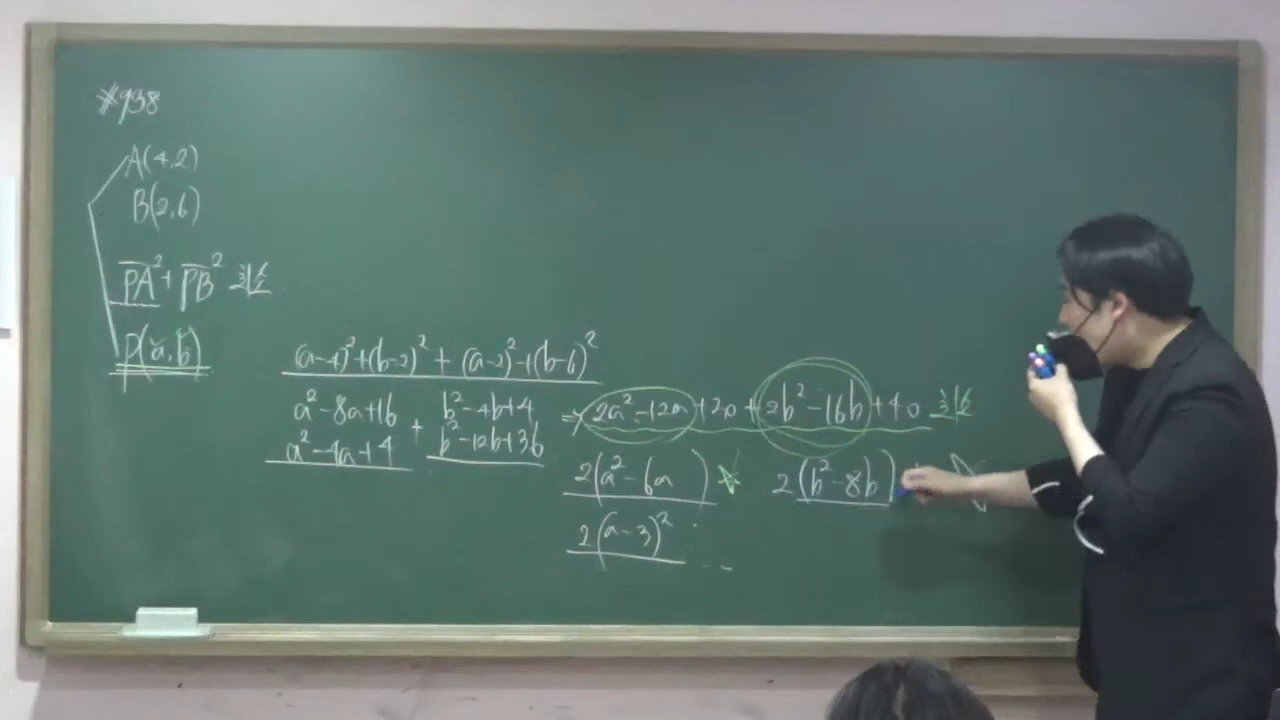 #938
A(4,2)
B(2,6)
PA² + PB² 최소
P(a,b)
(a-4)²+(b-2)² + (a-2)²+(b-6)²
a²-8a+16 + b²-4b+4
a²-4a+4 b²-12b+36
⇒ 2a²-12a+20+2b²-16b+40 최소
2(a²-6a ) ☆ 2(b²-8b)
2(a-3)² ...